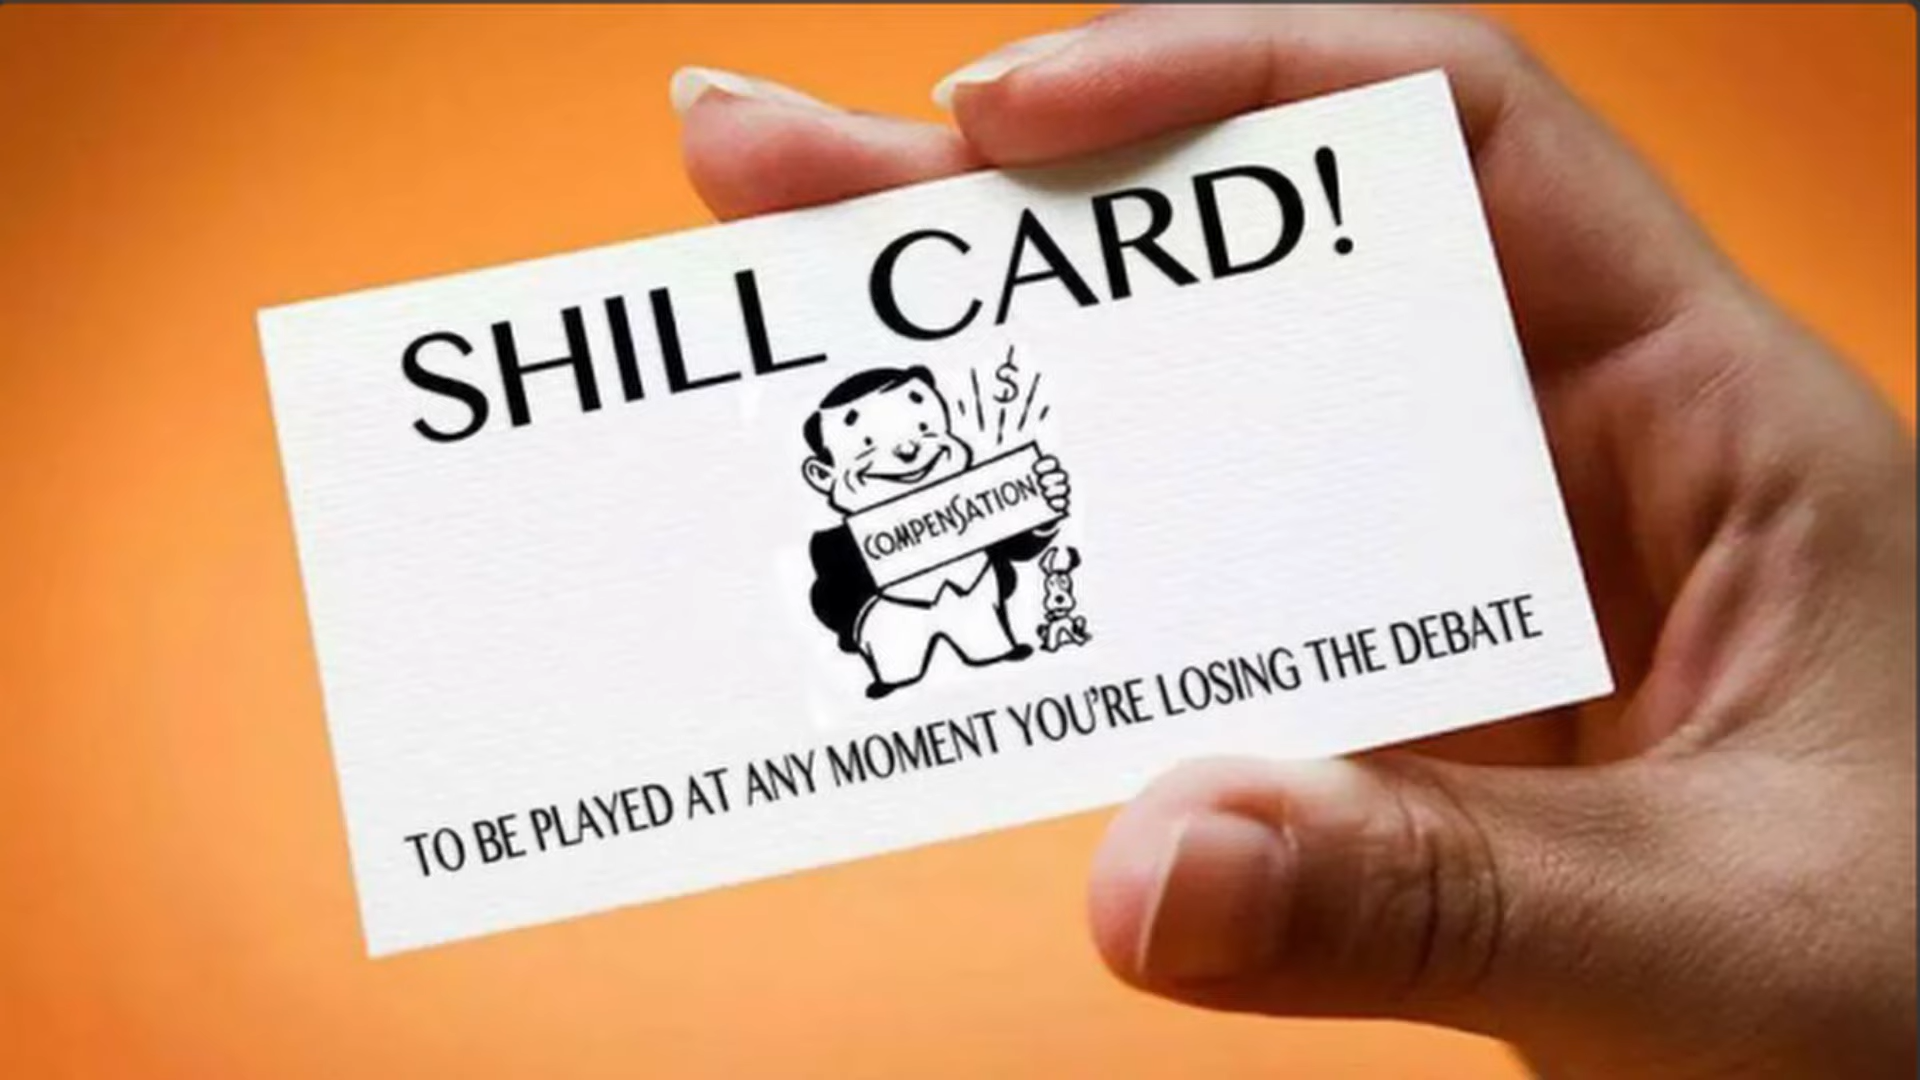 SHILL CARD!
$
COMPENSATION
TO BE PLAYED AT ANY MOMENT YOU'RE LOSING THE DEBATE